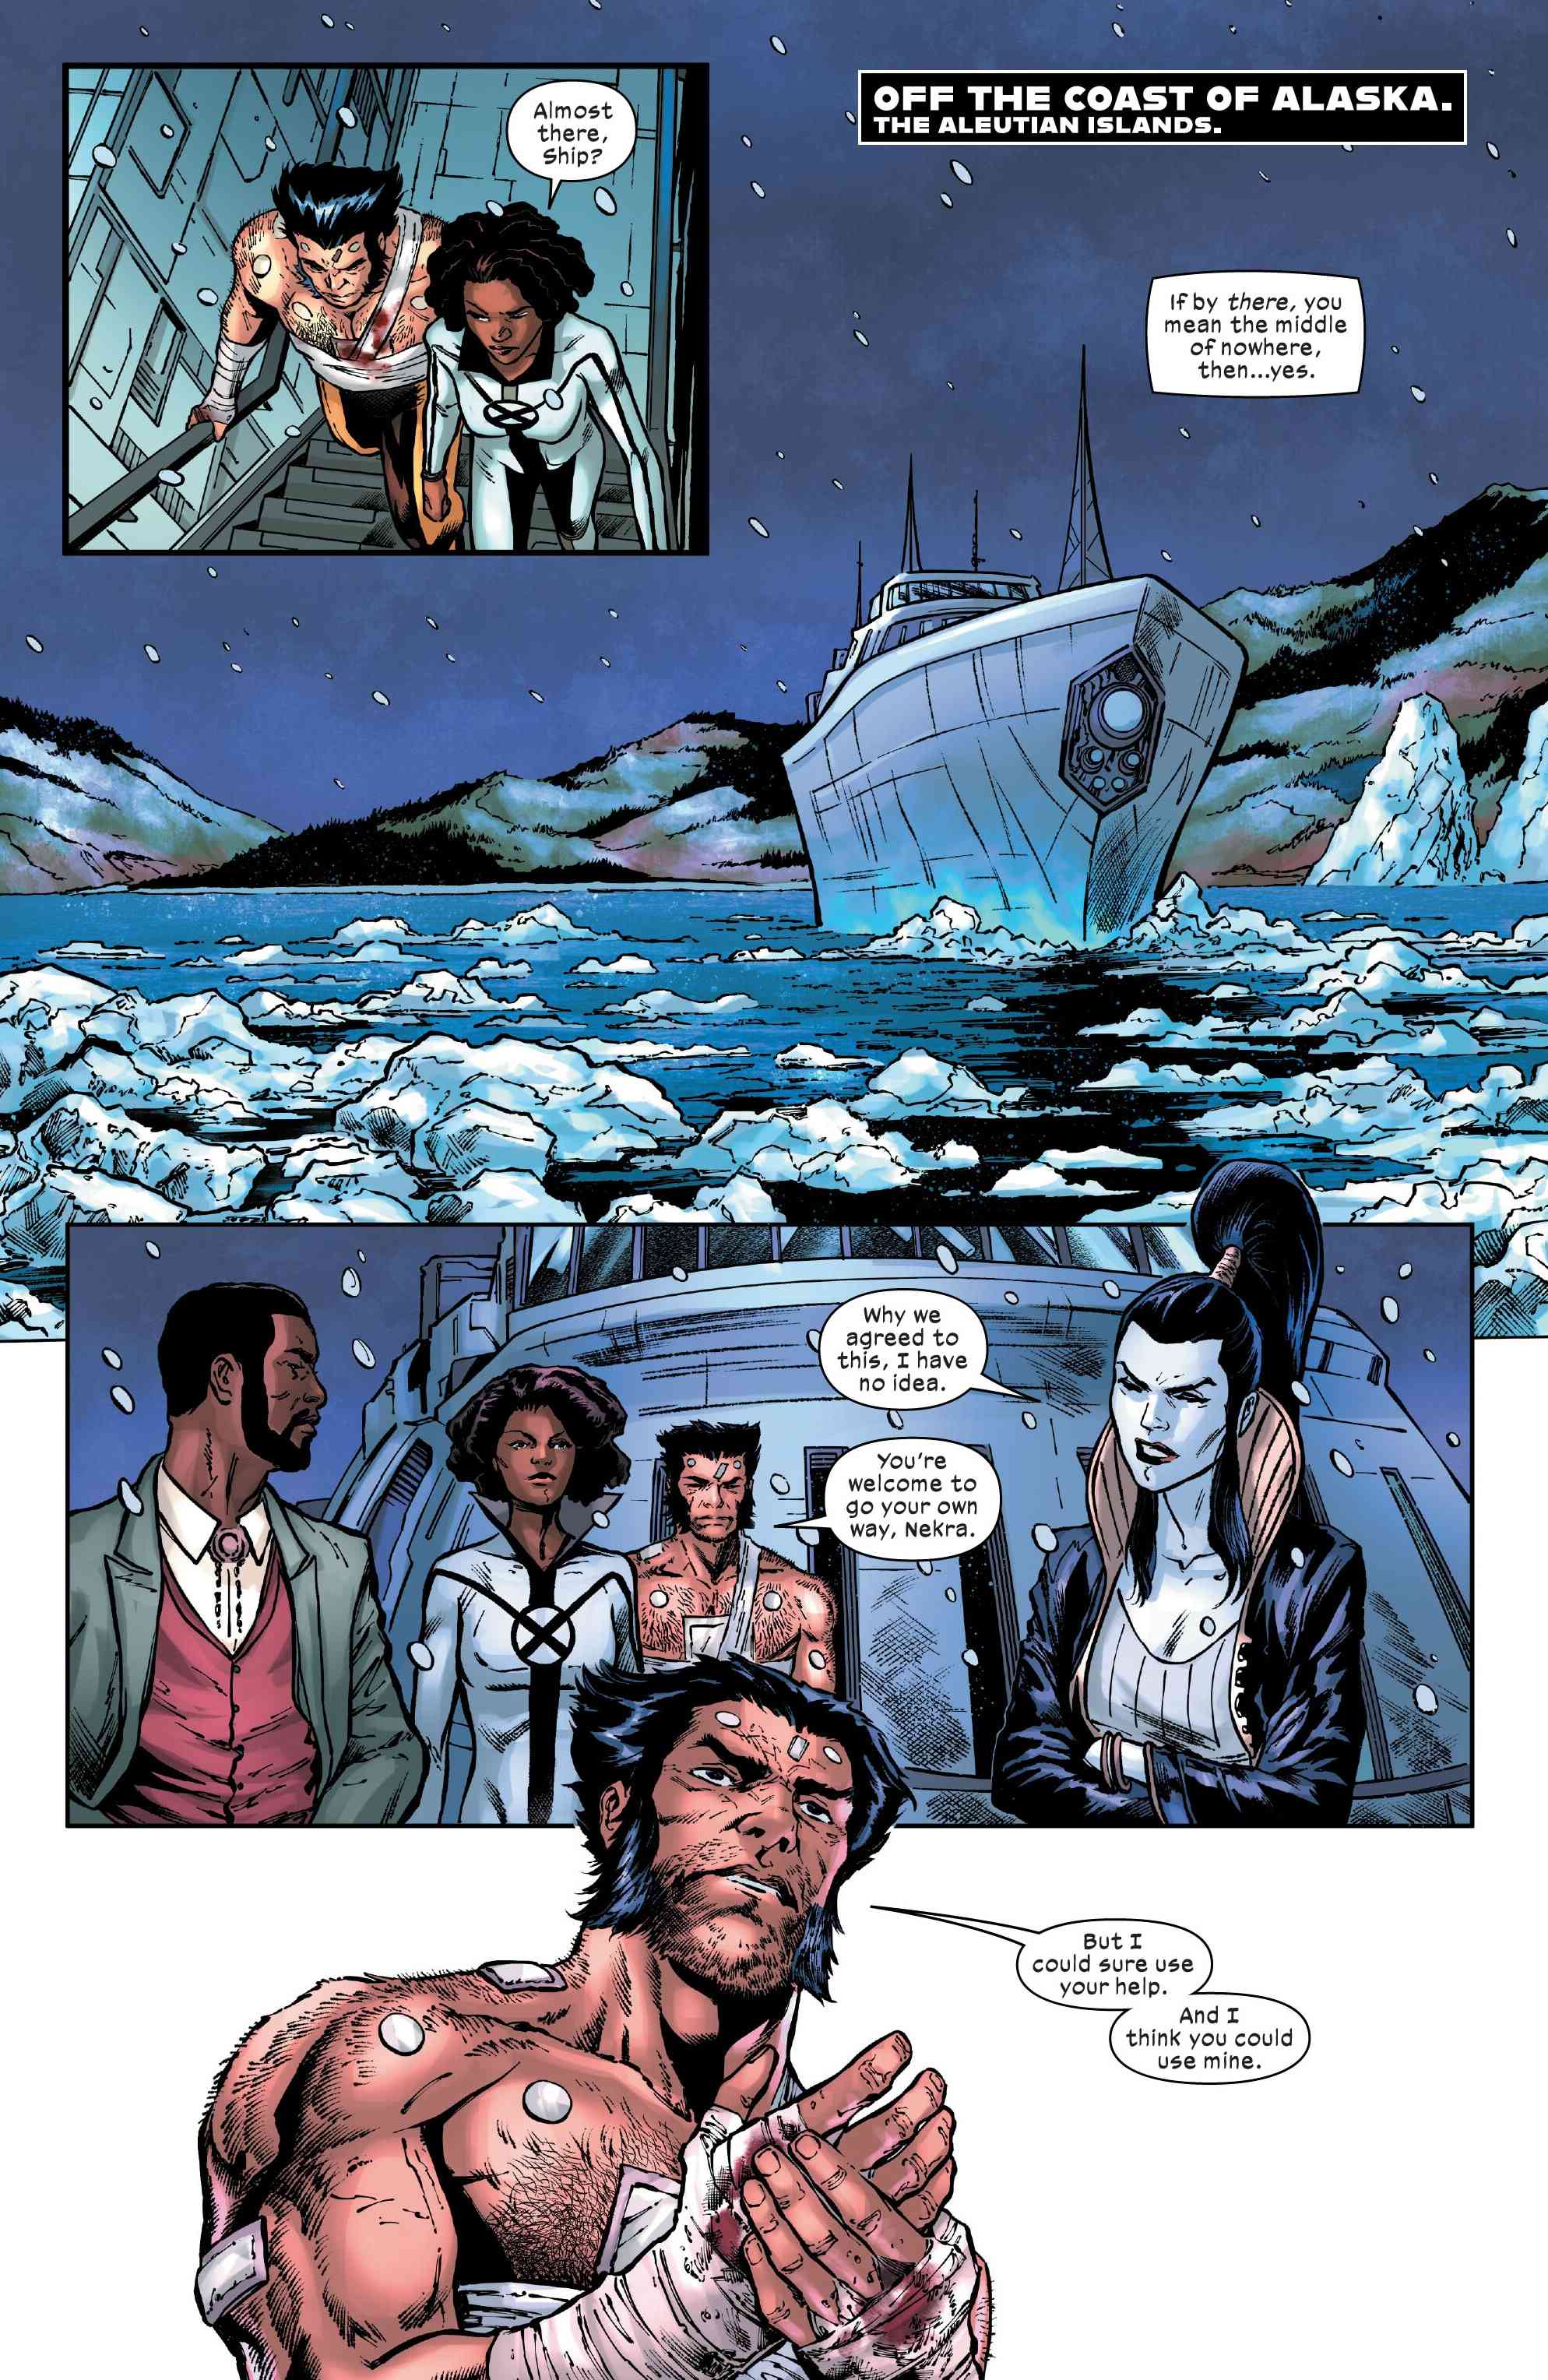 Almost
there,
Ship?
OFF THE COAST OF ALASKA.
THE ALEUTIAN ISLANDS.
If by there, you
mean the middle
of nowhere,
then...yes.
Why we
agreed to
this, I have
no idea.
You're
welcome to
go your own
way, Nekra.
But I
could sure use
your help.
And I
think you could
use mine.